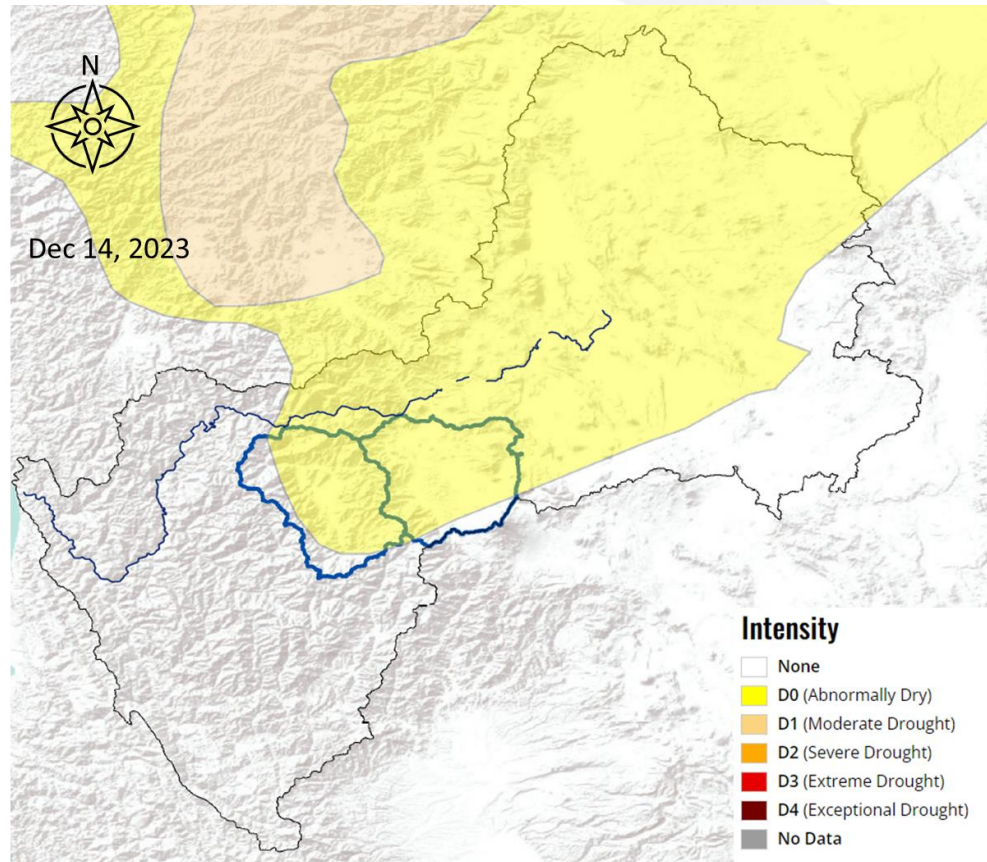 N
Dec 14, 2023
Intensity
None
D0 (Abnormally Dry)
D1 (Moderate Drought)
D2 (Severe Drought)
D3 (Extreme Drought)
D4 (Exceptional Drought)
No Data